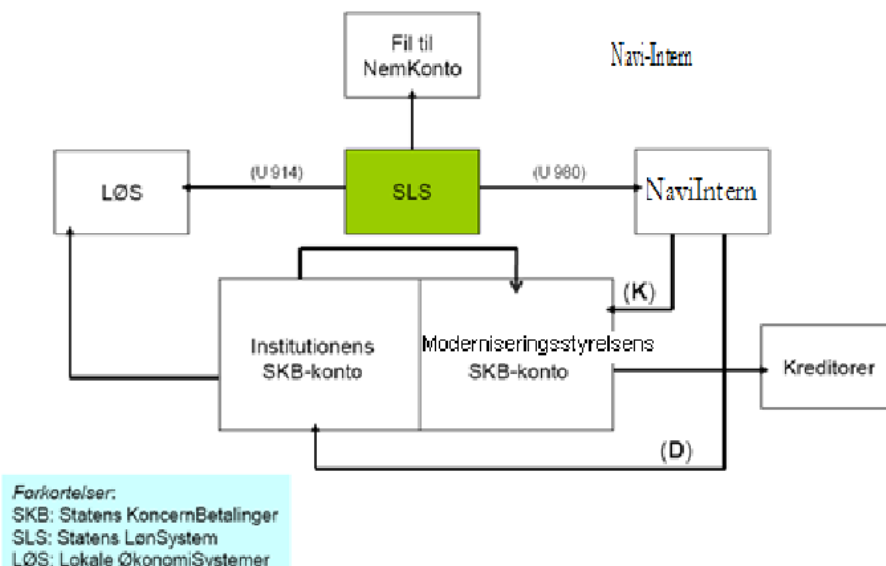 Fil til
NemKonto
Navi-Intern
LØS
(U 914)
SLS
(U 980)
NaviIntern
(K)
Institutionens
SKB-konto
Moderniseringsstyrelsens
SKB-konto
Kreditorer
(D)
Forkortelser:
SKB: Statens KoncernBetalinger
SLS: Statens LønSystem
LØS: Lokale ØkonomiSystemer